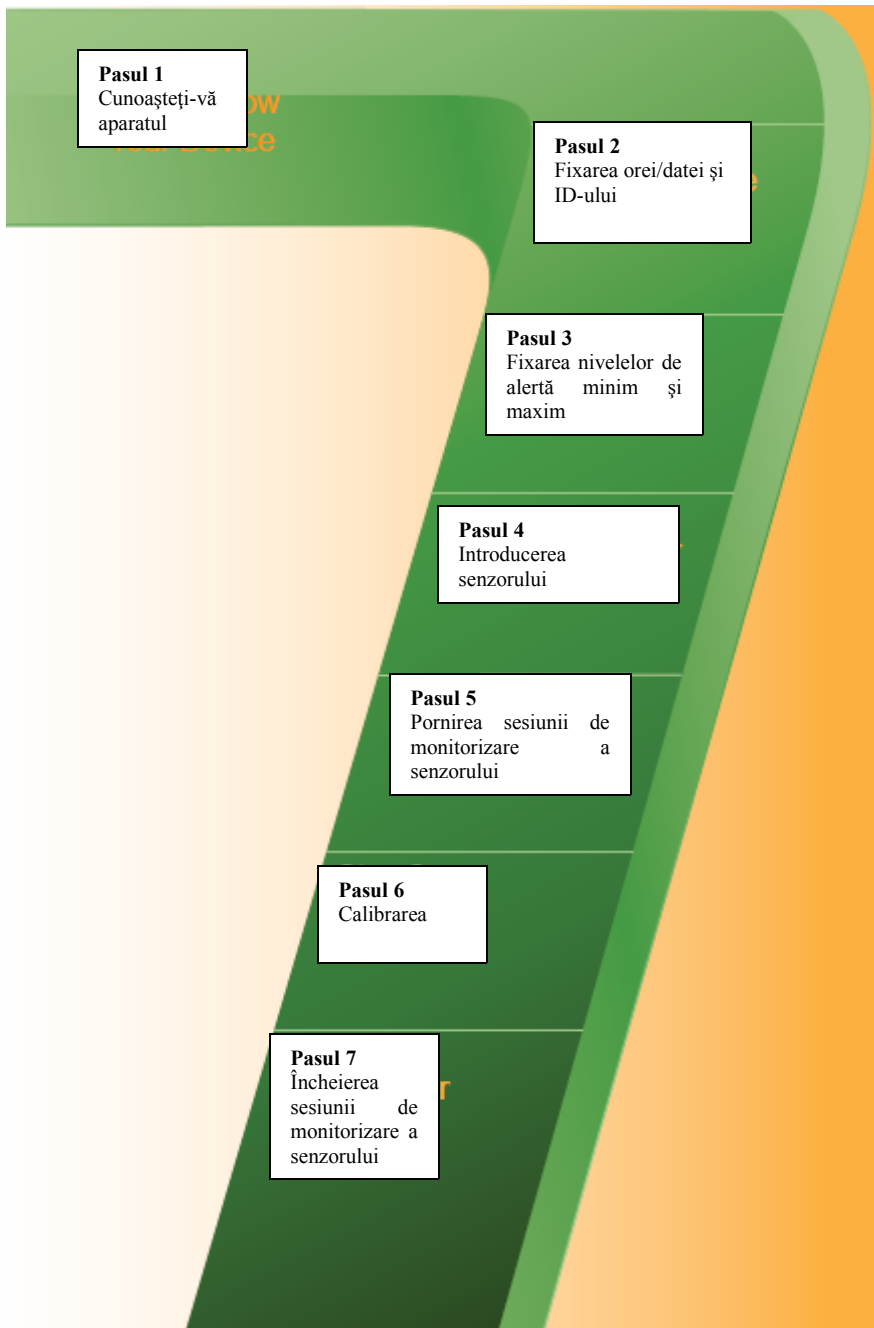 Pasul 1
Cunoaşteţi-vă
aparatul
Pasul 2
Fixarea orei/datei şi
ID-ului
Pasul 3
Fixarea nivelelor de
alertă minim şi
maxim
Pasul 4
Introducerea
senzorului
Pasul 5
Pornirea sesiunii de
monitorizare a
senzorului
Pasul 6
Calibrarea
Pasul 7
Încheierea
sesiunii de
monitorizare a
senzorului